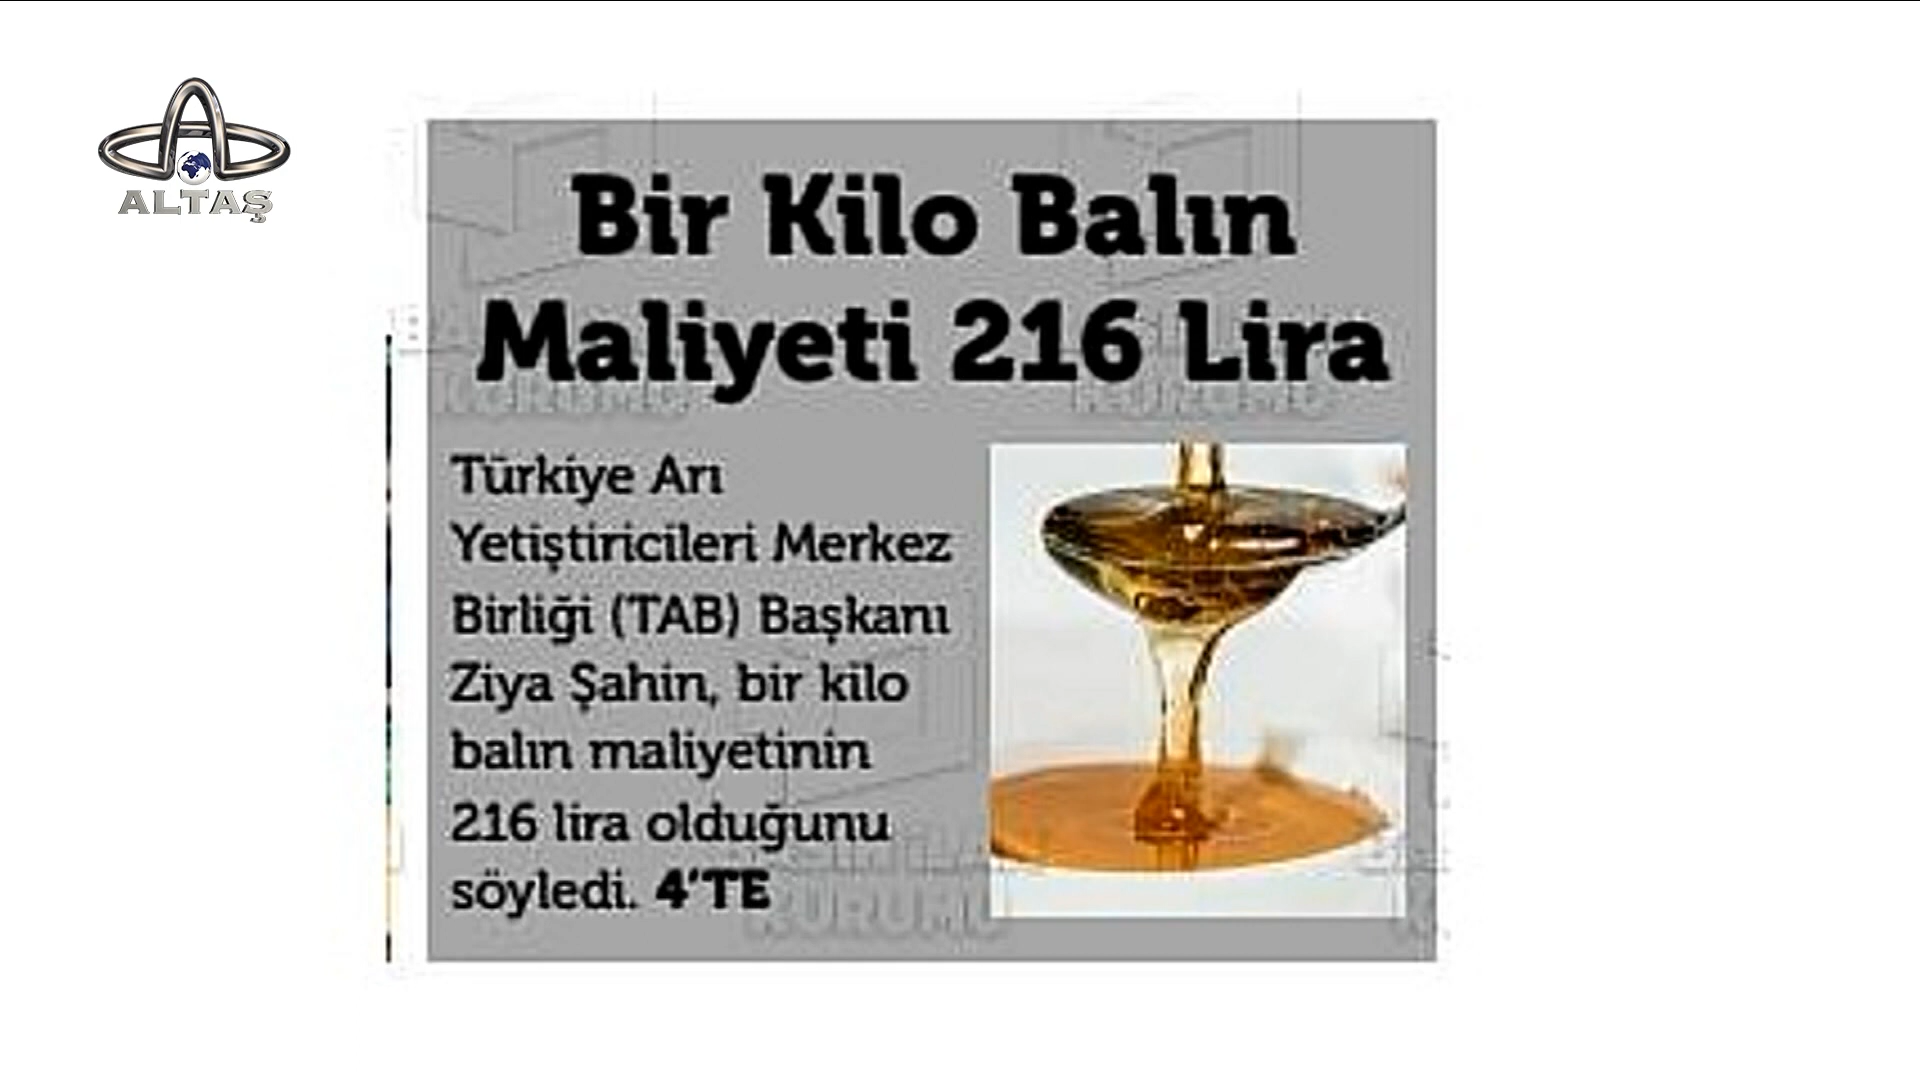 ALTAŞ
Bir Kilo Balın
Maliyeti 216 Lira
Türkiye Arı
Yetiştiricileri Merkez
Birliği (TAB) Başkanı
Ziya Şahin, bir kilo
balın maliyetinin
216 lira olduğunu
söyledi. 4'TE
KURUMU